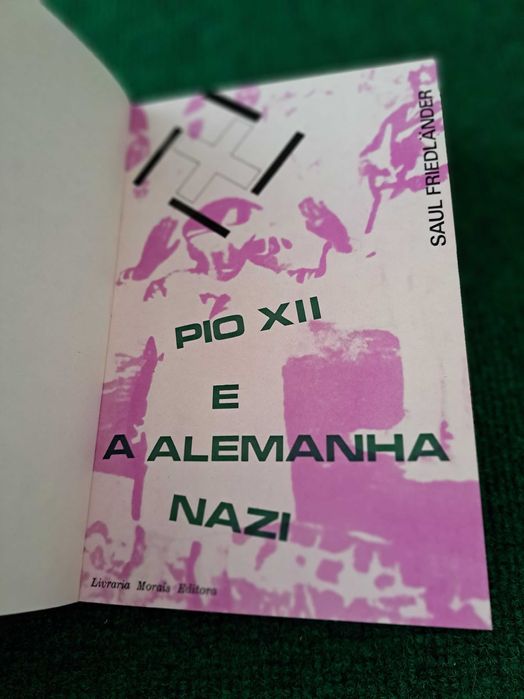 SAUL FRIEDLÄNDER
PIO XII
E
A ALEMANHA
NAZI
Livraria Morais Editora